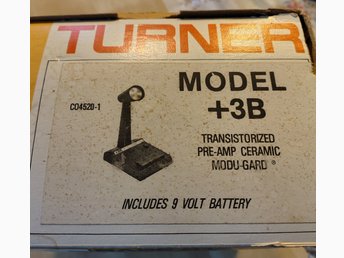 TURNER
MODEL
+3B
CO4520-1
TRANSISTORIZED
PRE-AMP CERAMIC
MODU-GARD®
INCLUDES 9 VOLT BATTERY